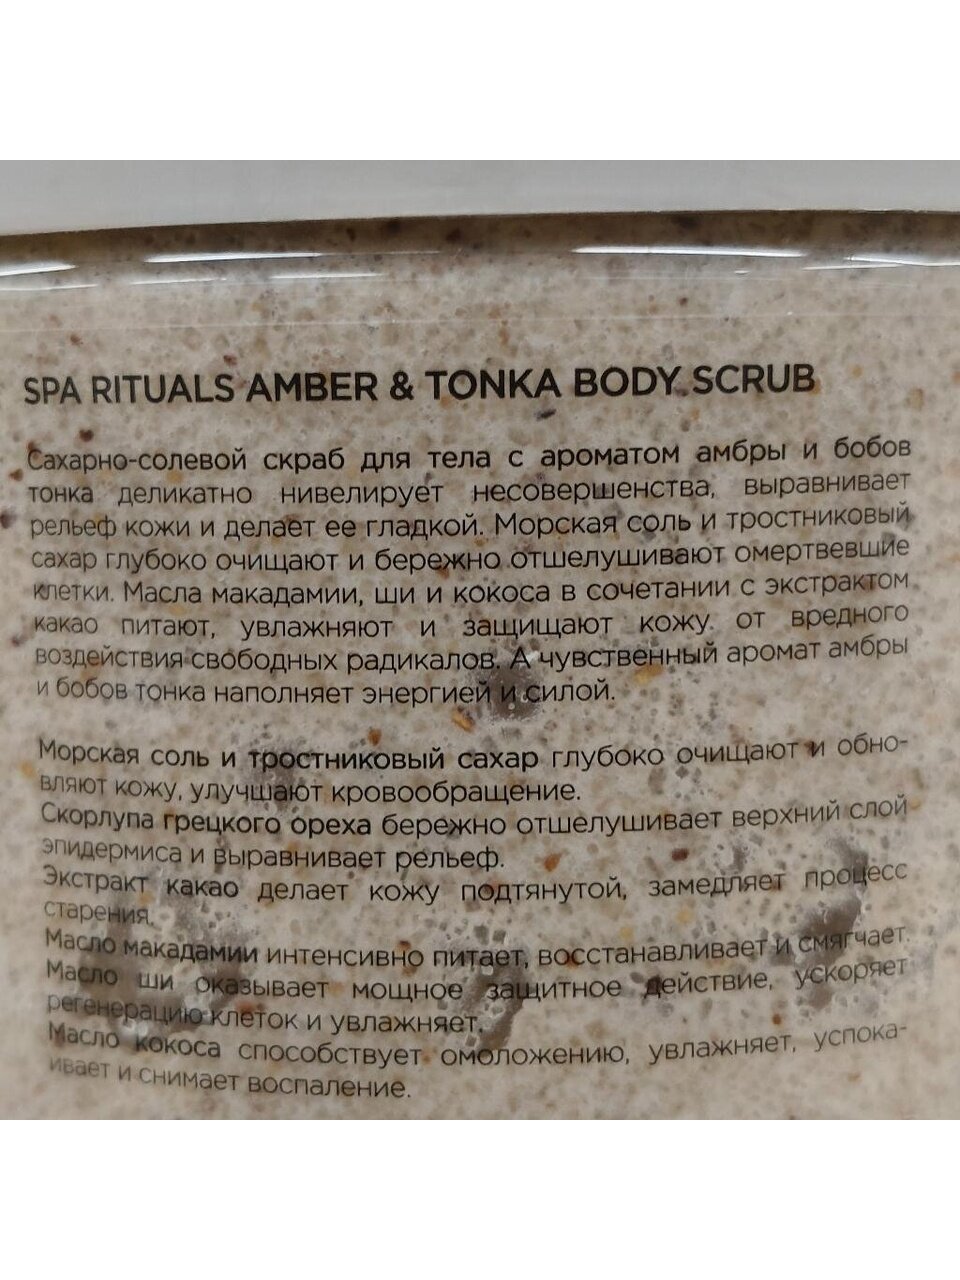 SPA RITUALS AMBER & TONKA BODY SCRUB
Сахарно-солевой скраб для тела с ароматом амбры и бобов
тонка деликатно нивелирует несовершенства, выравнивает
рельеф кожи и делает ее гладкой. Морская соль и тростниковый
сахар глубоко очищают и бережно отшелушивают омертвевшие
клетки. Масла макадамии, ши и кокоса в сочетании с экстрактом
какао питают, увлажняют и защищают кожу от вредного
воздействия свободных радикалов. А чувственный аромат амбры
и бобов тонка наполняет энергией и силой.
Морская соль и тростниковый сахар глубоко очищают и обно-
вляют кожу, улучшают кровообращение.
Скорлупа грецкого ореха бережно отшелушивает верхний слой
эпидермиса и выравнивает рельеф.
Экстракт какао делает кожу подтянутой, замедляет процесс
старения.
Масло макадамии интенсивно питает, восстанавливает и смягчает.
Масло ши оказывает мощное защитное действие, ускоряет
регенерацию клеток и увлажняет.
Масло кокоса способствует омоложению, увлажняет, успока-
ивает и снимает воспаление.